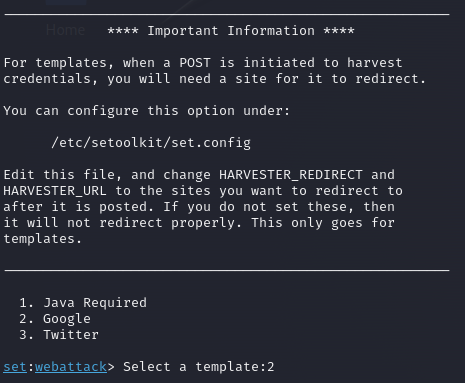 Home
**** Important Information ****
For templates, when a POST is initiated to harvest
credentials, you will need a site for it to redirect.
You can configure this option under:
/etc/setoolkit/set.config
Edit this file, and change HARVESTER_REDIRECT and
HARVESTER_URL to the sites you want to redirect to
after it is posted. If you do not set these, then
it will not redirect properly. This only goes for
templates.
1. Java Required
2. Google
3. Twitter
set:webattack> Select a template:2